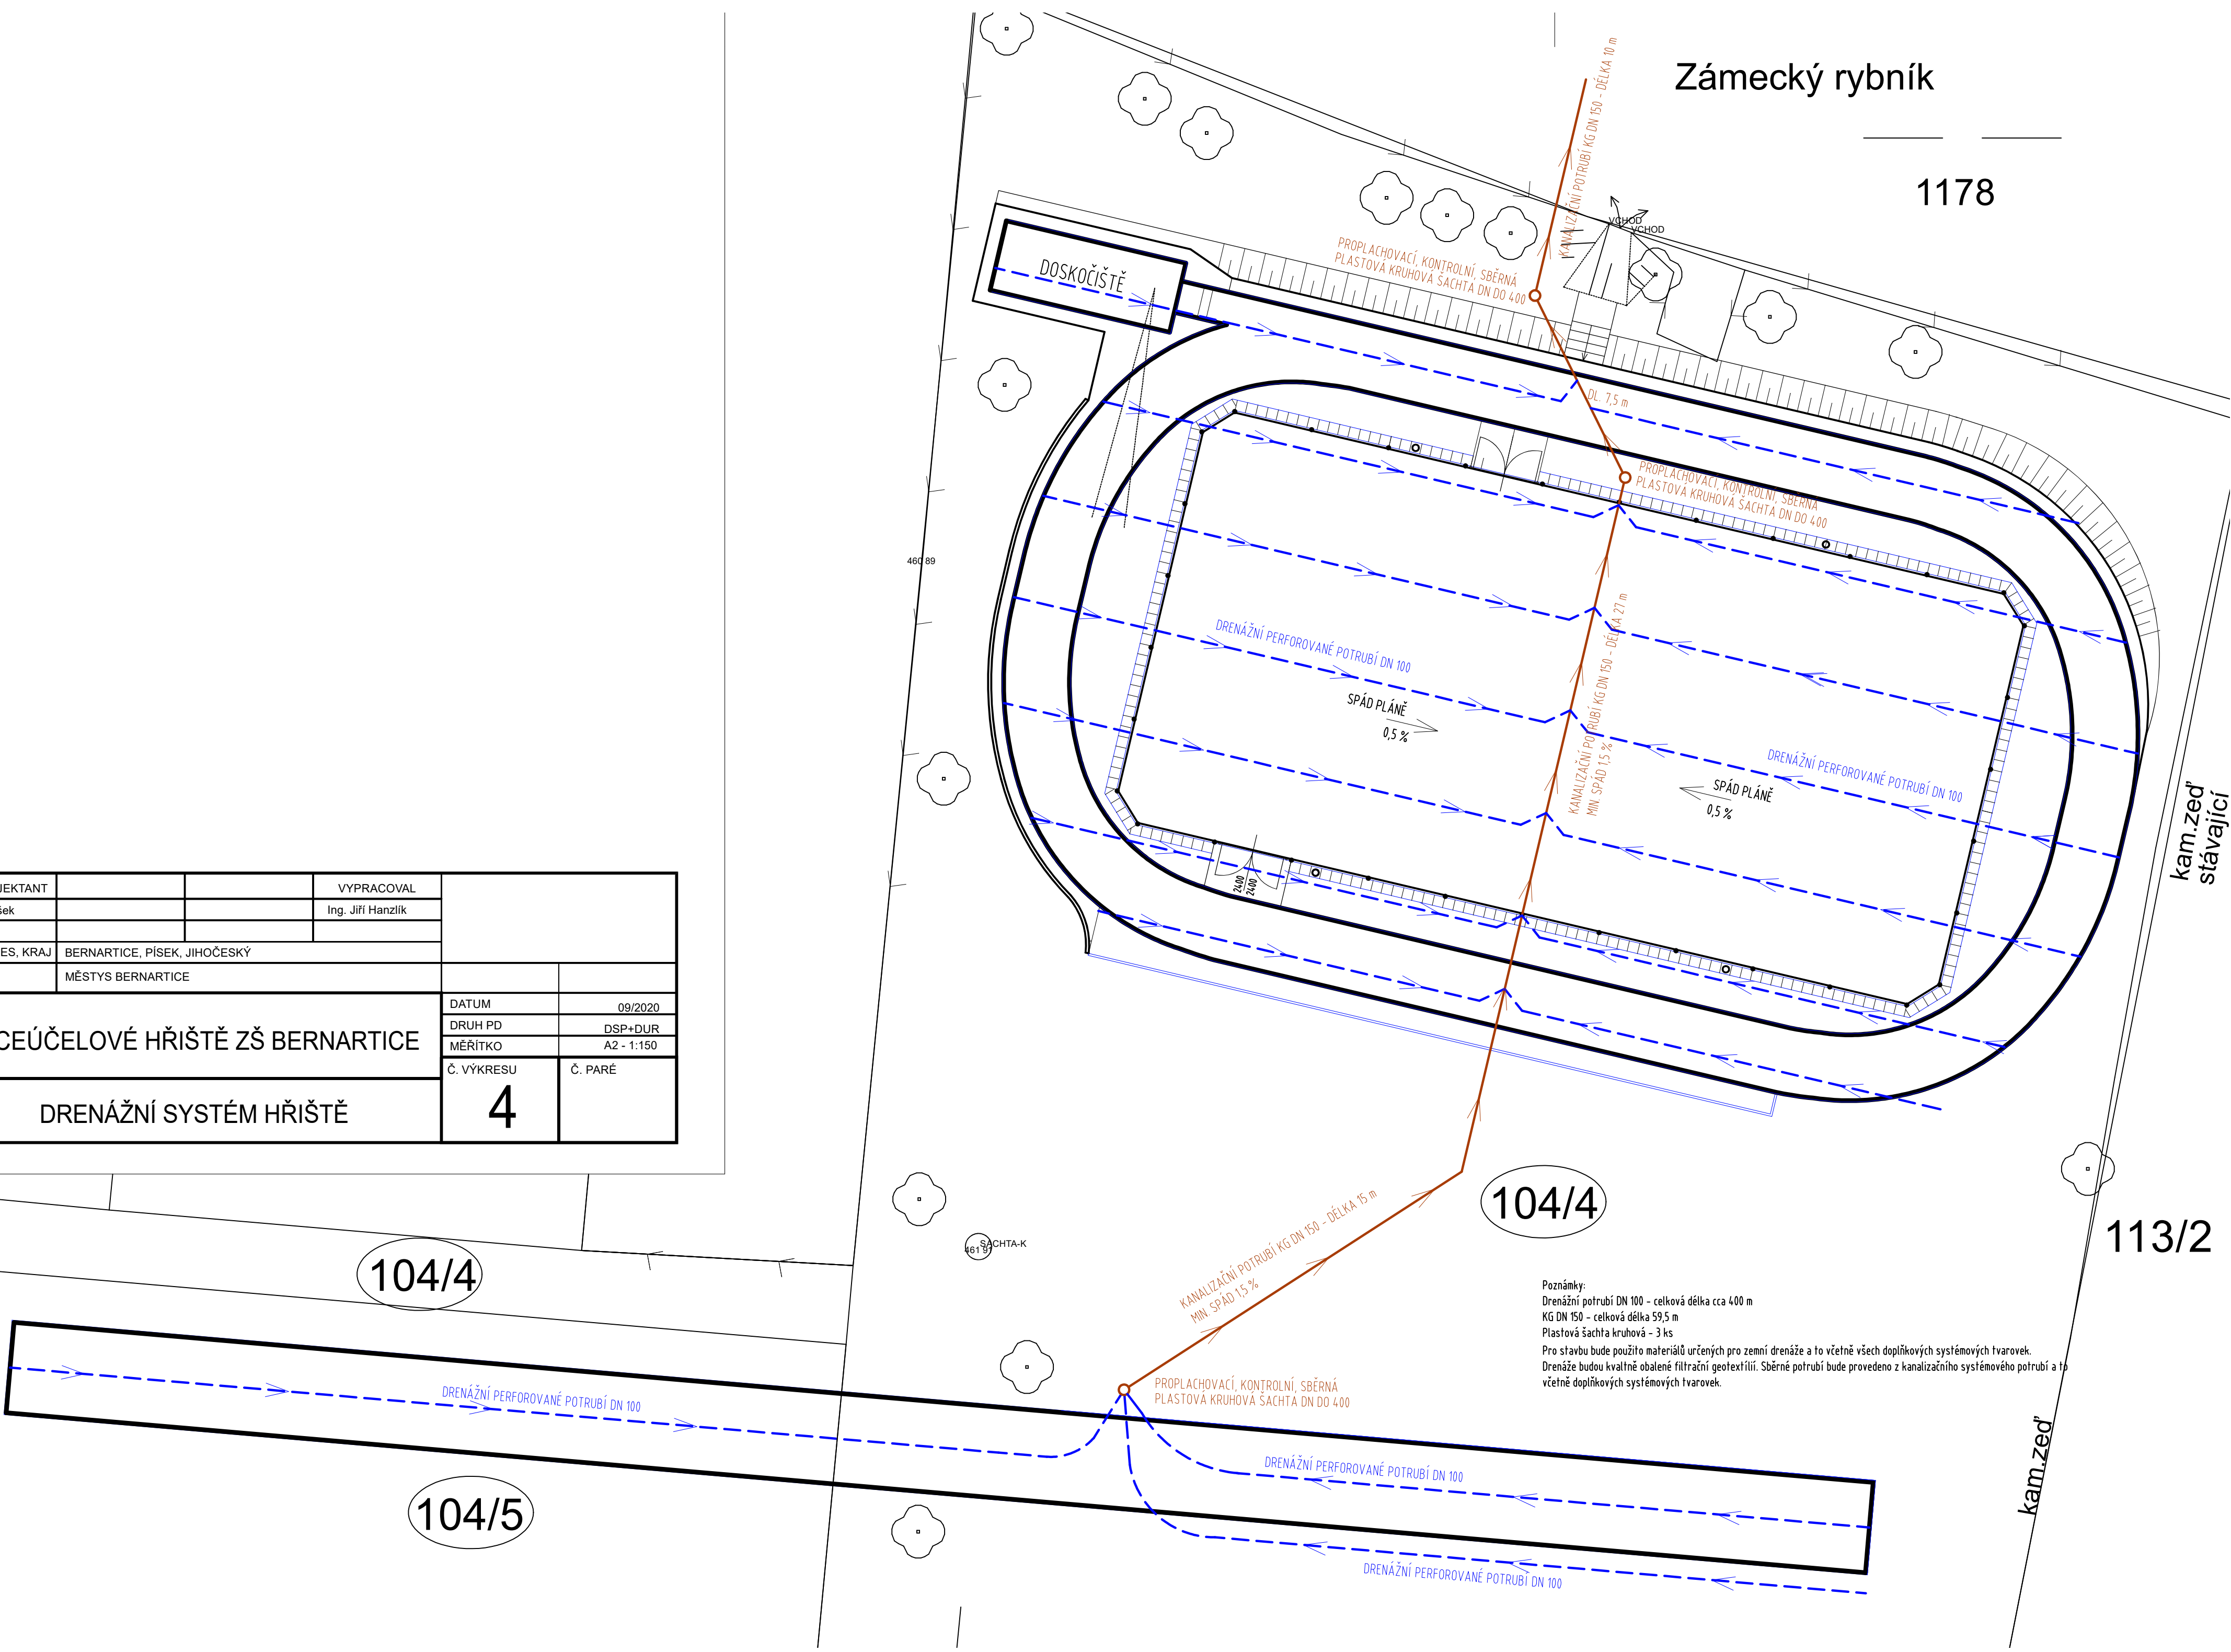 Zámecký rybník
1178
KANALIZAČNÍ POTRUBÍ KG DN 150 - DÉLKA 10 m
VCHOD
VCHOD
PROPLACHOVACÍ, KONTROLNÍ, SBĚRNÁ
PLASTOVÁ KRUHOVÁ ŠACHTA DN DO 400
DOSKOČIŠTĚ
DL. 7,5 m
PROPLACHOVACÍ, KONTROLNÍ, SBĚRNÁ
PLASTOVÁ KRUHOVÁ ŠACHTA DN DO 400
460 89
DRENÁŽNÍ PERFOROVANÉ POTRUBÍ DN 100
SPÁD PLÁNĚ
0,5 %
KANALIZAČNÍ POTRUBÍ KG DN 150 - DÉLKA 27 m
MIN. SPÁD 1,5 %
DRENÁŽNÍ PERFOROVANÉ POTRUBÍ DN 100
SPÁD PLÁNĚ
0,5 %
kam.zeď
stávající
2400
2400
JEKTANT
VYPRACOVAL
šek
Ing. Jiří Hanzlík
ES, KRAJ
BERNARTICE, PÍSEK, JIHOČESKÝ
MĚSTYS BERNARTICE
DATUM
09/2020
DRUH PD
DSP+DUR
MĚŘÍTKO
A2 - 1:150
CEÚČELOVÉ HŘIŠTĚ ZŠ BERNARTICE
Č. VÝKRESU
Č. PARÉ
4
DRENÁŽNÍ SYSTÉM HŘIŠTĚ
104/4
113/2
KANALIZAČNÍ POTRUBÍ KG DN 150 - DÉLKA 15 m
MIN. SPÁD 1,5 %
SACHTA-K
461 91
104/4
Poznámky:
Drenážní potrubí DN 100 - celková délka cca 400 m
KG DN 150 - celková délka 59,5 m
Plastová šachta kruhová - 3 ks
Pro stavbu bude použito materiálů určených pro zemní drenáže a to včetně všech doplňkových systémových tvarovek.
Drenáže budou kvaltně obalené filtrační geotextílií. Sběrné potrubí bude provedeno z kanalizačního systémového potrubí a to
včetně doplňkových systémových tvarovek.
DRENÁŽNÍ PERFOROVANÉ POTRUBÍ DN 100
PROPLACHOVACÍ, KONTROLNÍ, SBĚRNÁ
PLASTOVÁ KRUHOVÁ ŠACHTA DN DO 400
DRENÁŽNÍ PERFOROVANÉ POTRUBÍ DN 100
kam.zeď
104/5
DRENÁŽNÍ PERFOROVANÉ POTRUBÍ DN 100